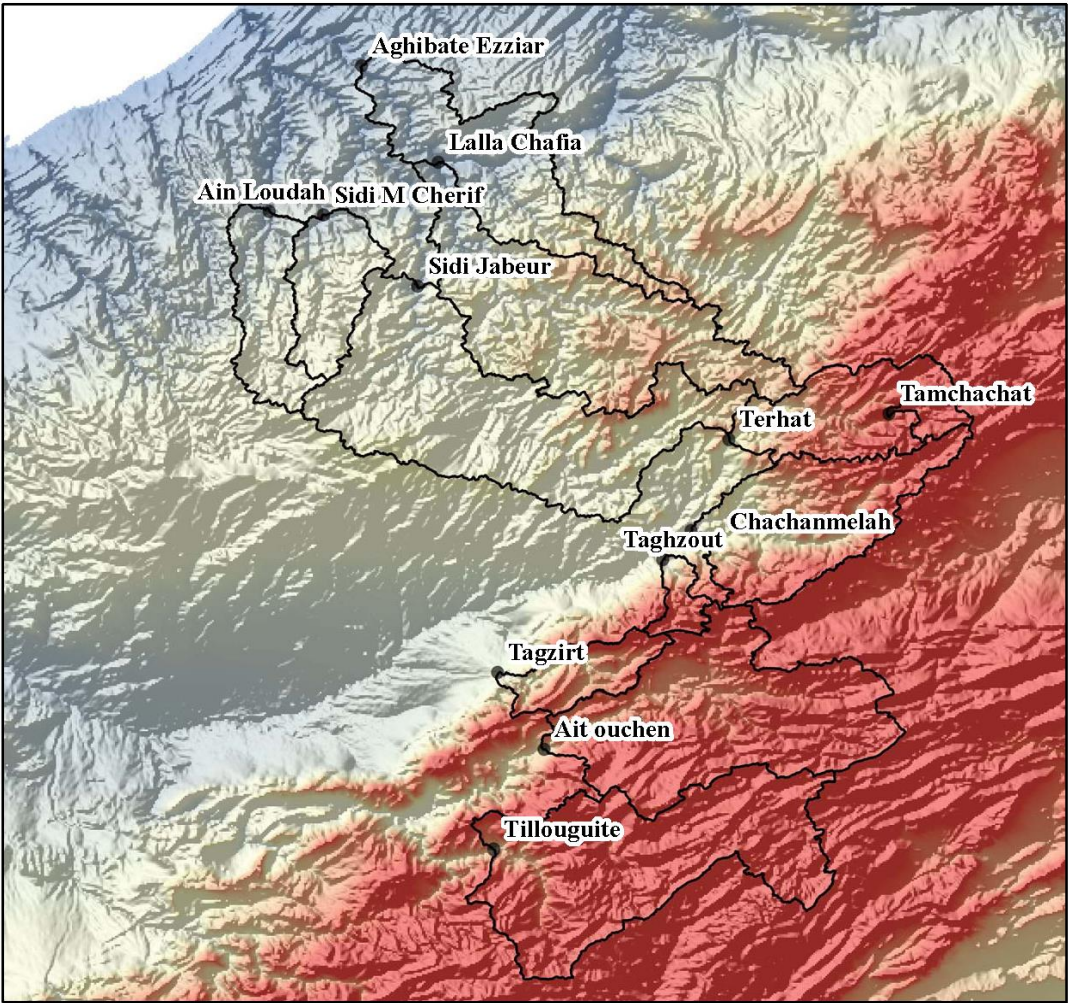 Aghibate Ezziar
Lalla Chafia
Ain Loudah
Sidi M Cherif
Sidi Jabeur
Tamchachat
Terhat
Chachanmelah
Taghzout
Tagzirt
Ait ouchen
Tillouguite